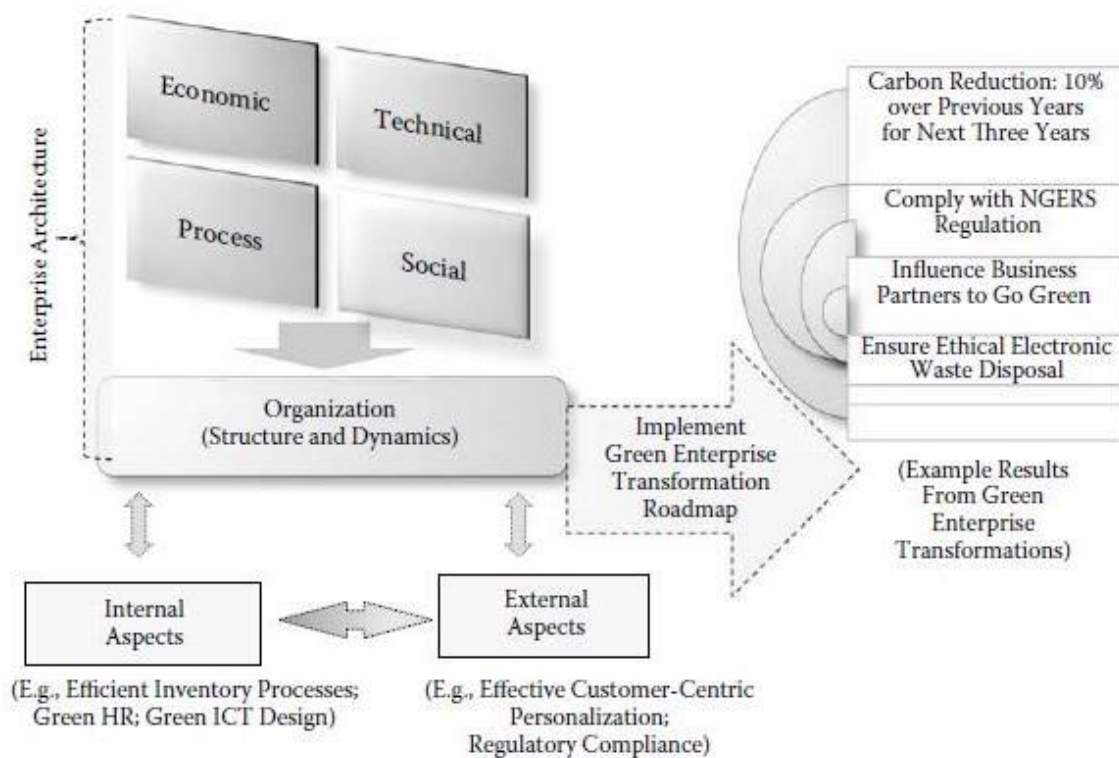 Enterprise Architecture
Economic
Technical
Process
Social
Organization
(Structure and Dynamics)
Internal
Aspects
(E.g., Efficient Inventory Processes;
Green HR; Green ICT Design)
External
Aspects
(E.g., Effective Customer-Centric
Personalization;
Regulatory Compliance)
Implement
Green Enterprise
Transformation
Roadmap
Carbon Reduction: 10%
over Previous Years
for Next Three Years
Comply with NGERS
Regulation
Influence Business
Partners to Go Green
Ensure Ethical Electronic
Waste Disposal
(Example Results
From Green
Enterprise
Transformations)